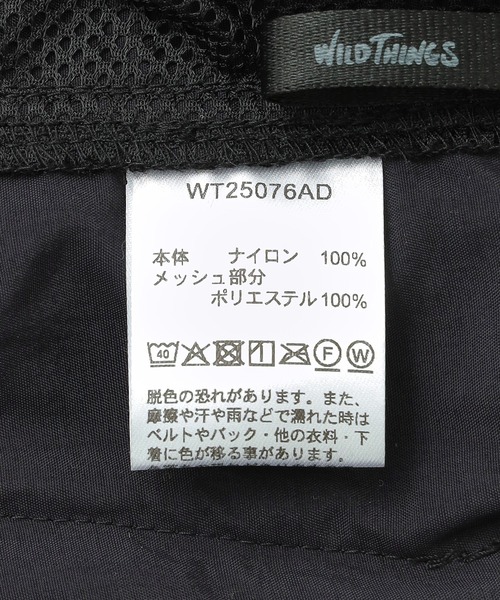 WILDTHINGS
WT25076AD
本体 ナイロン 100%
メッシュ部分
ポリエステル100%
40 F W
脱色の恐れがあります。また、
摩擦や汗や雨などで濡れた時は
ベルトやバック・他の衣料・下
着に色が移る事があります。